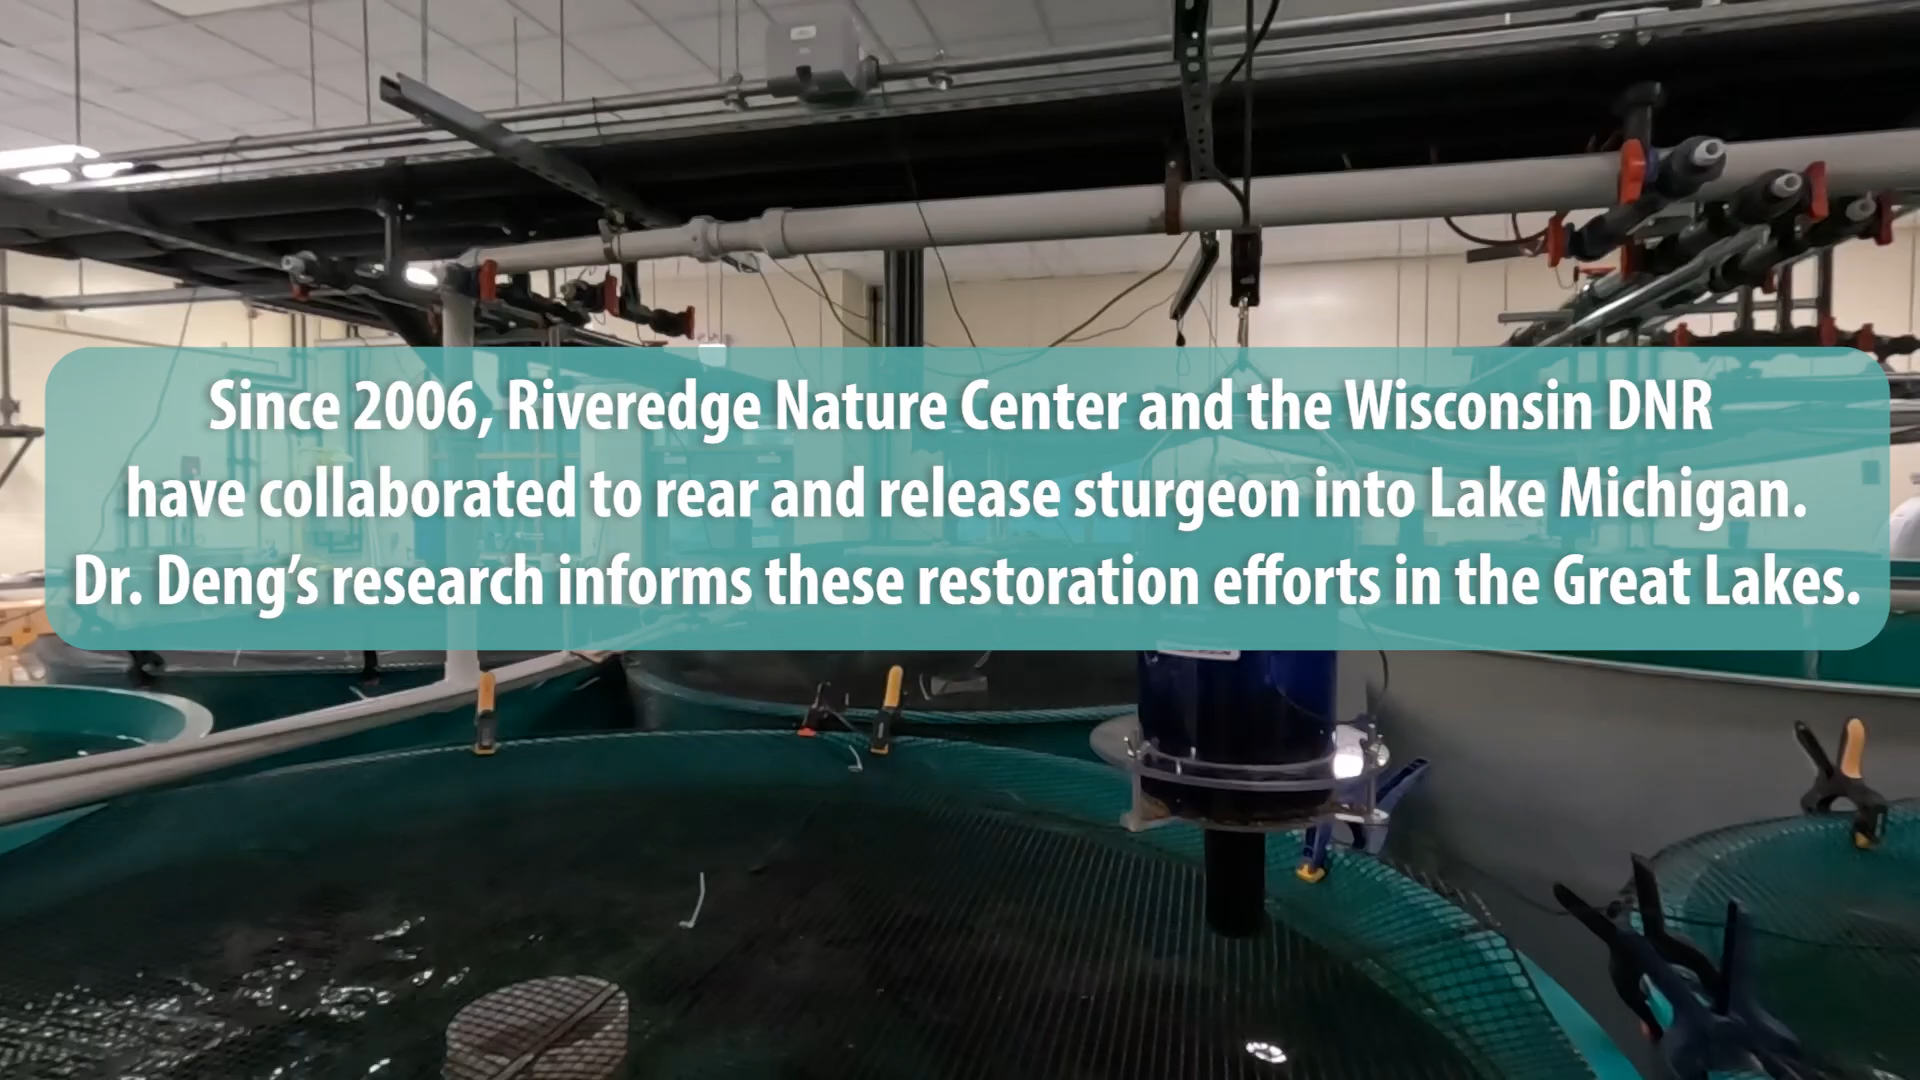 Since 2006, Riveredge Nature Center and the Wisconsin DNR
have collaborated to rear and release sturgeon into Lake Michigan.
Dr. Deng’s research informs these restoration efforts in the Great Lakes.